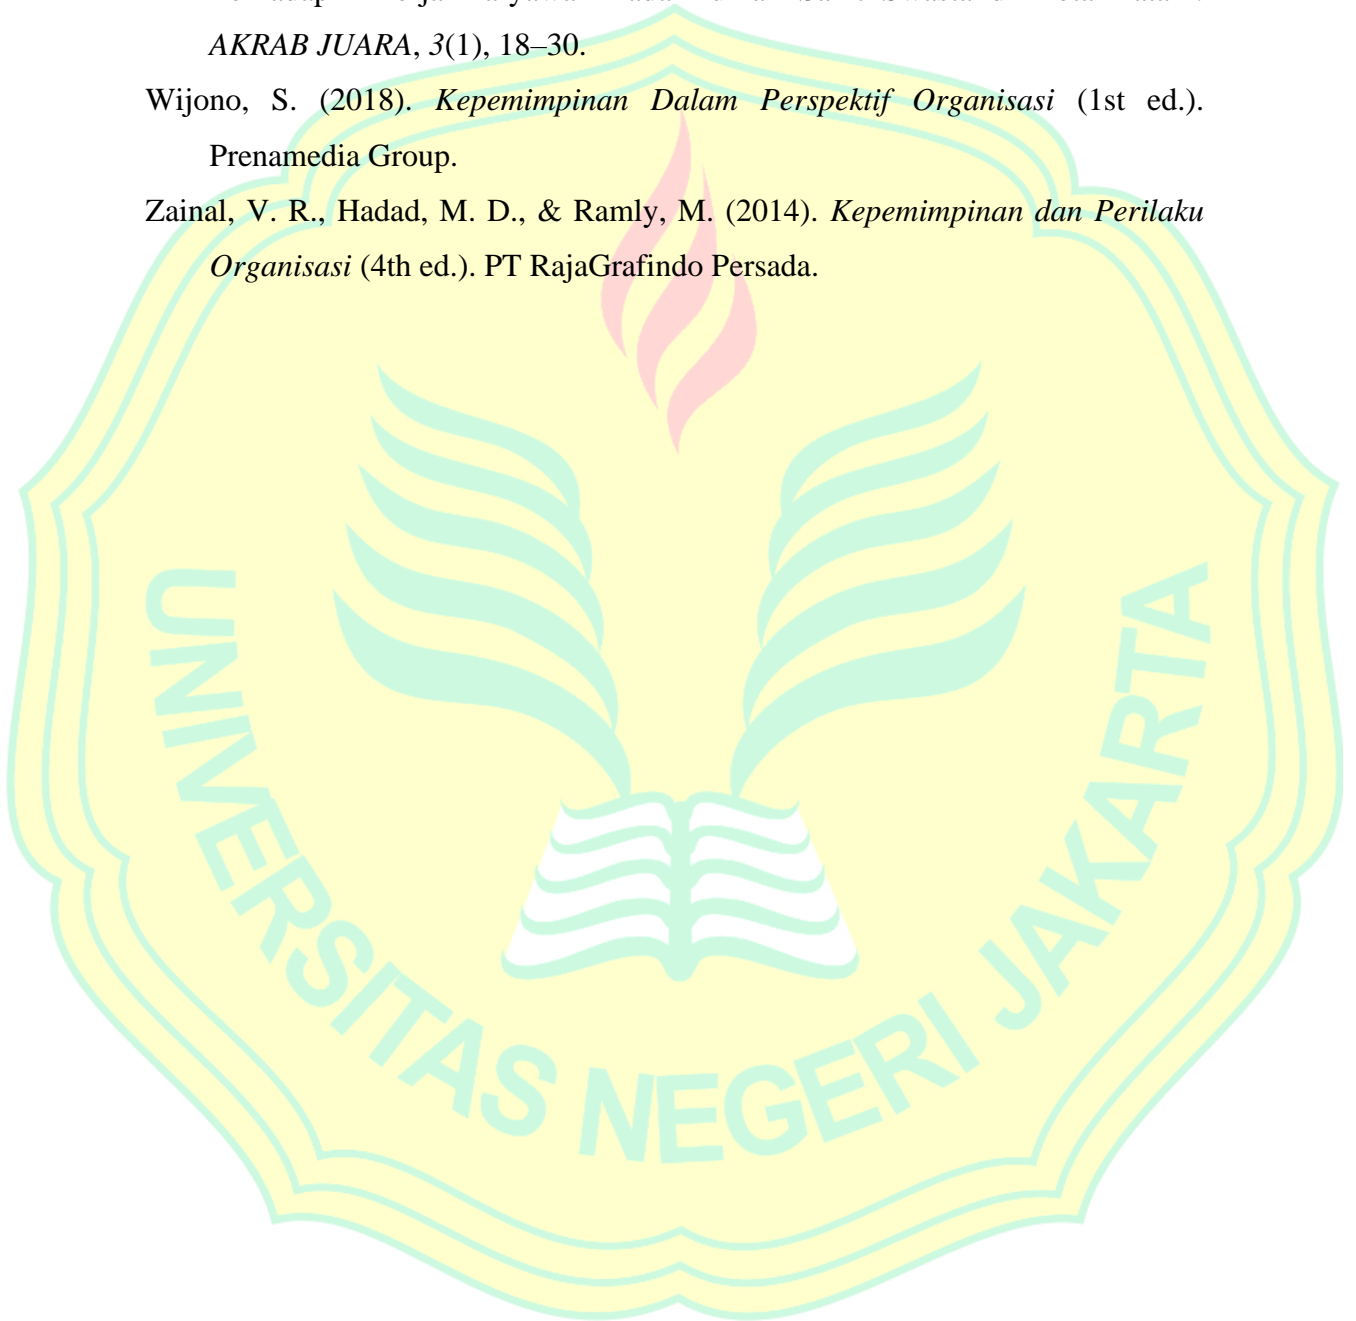 AKRAB JUARA, 3(1), 18–30.
Wijono, S. (2018). Kepemimpinan Dalam Perspektif Organisasi (1st ed.).
Prenamedia Group.
Zainal, V. R., Hadad, M. D., & Ramly, M. (2014). Kepemimpinan dan Perilaku
Organisasi (4th ed.). PT RajaGrafindo Persada.
UNIVERSITAS NEGERI JAKARTA